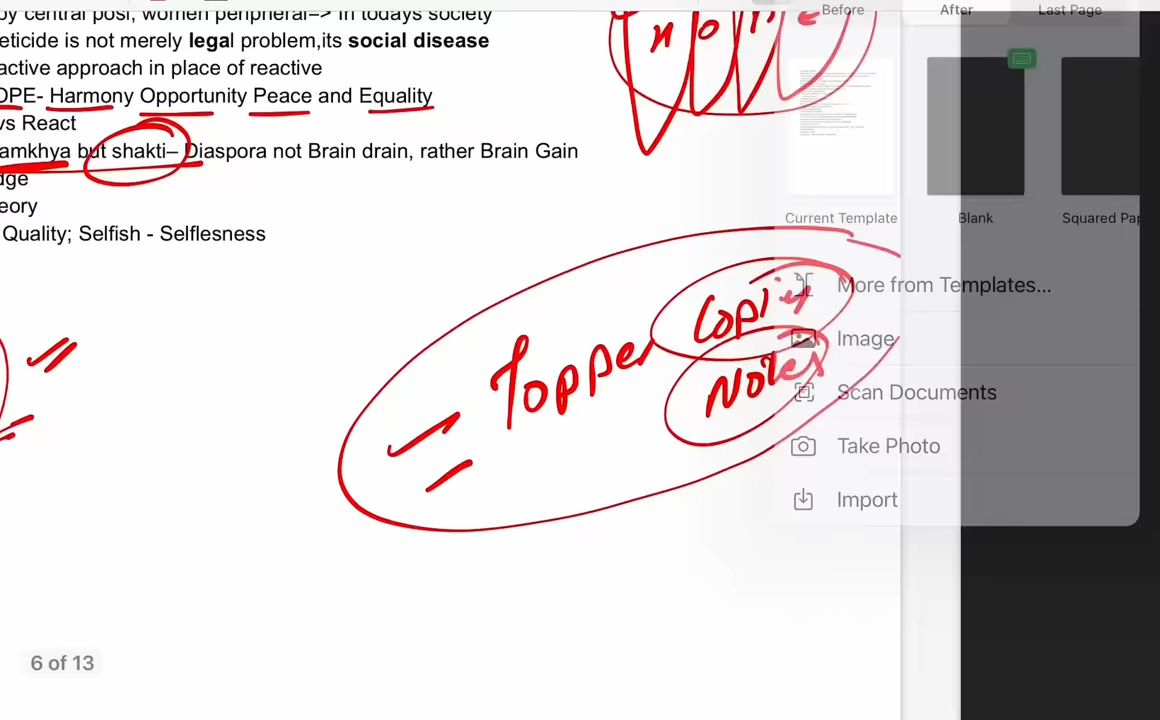 by central posi, women peripheral=> in todays society
eticide is not merely legal problem,its social disease
active approach in place of reactive
OPE- Harmony Opportunity Peace and Equality
vs React
amkhya but shakti– Diaspora not Brain drain, rather Brain Gain
dge
eory
Quality; Selfish - Selflesness
Topper Copies
Notes
6 of 13
Before After Last Page
Current Template Blank Squared Pap
More from Templates...
Image
Scan Documents
Take Photo
Import